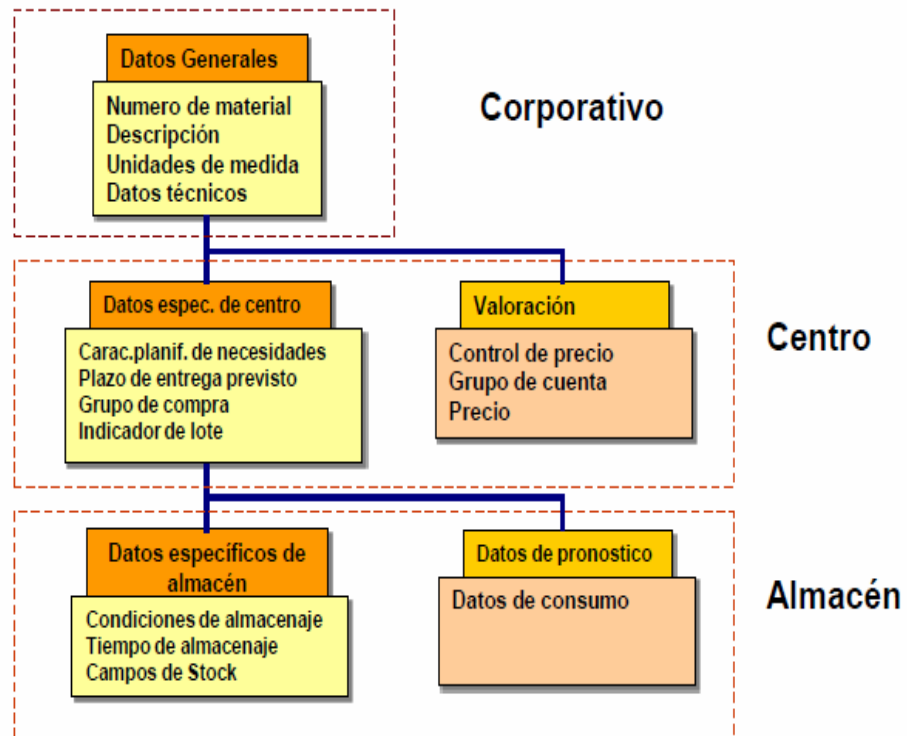 Datos Generales
Numero de material
Descripción
Unidades de medida
Datos técnicos
Corporativo
Datos espec. de centro
Carac.planif. de necesidades
Plazo de entrega previsto
Grupo de compra
Indicador de lote
Valoración
Control de precio
Grupo de cuenta
Precio
Centro
Datos específicos de
almacén
Condiciones de almacenaje
Tiempo de almacenaje
Campos de Stock
Datos de pronostico
Datos de consumo
Almacén